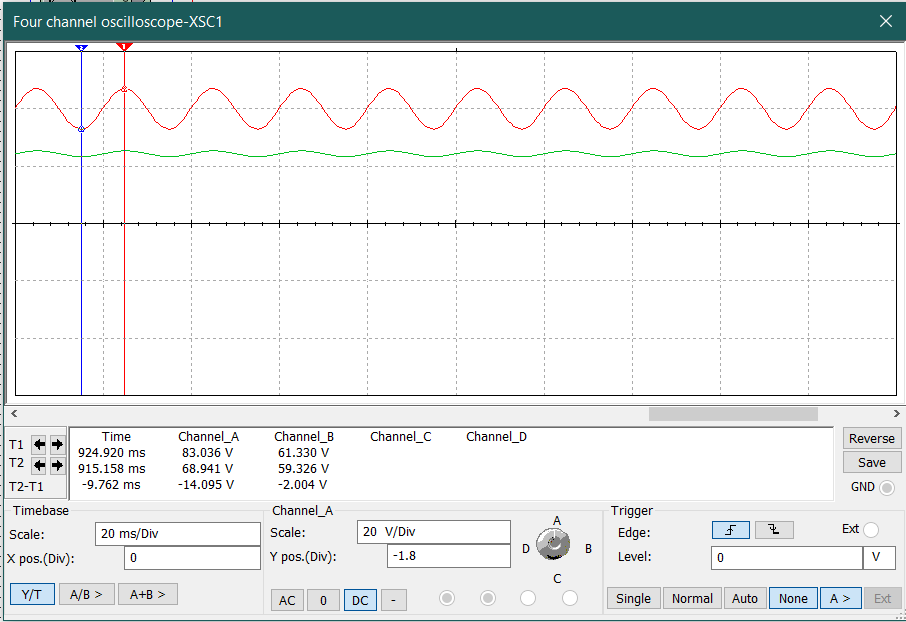 Four channel oscilloscope-XSC1
2 1
T1
T2
T2-T1
Time Channel_A Channel_B Channel_C Channel_D
924.920 ms 83.036 V 61.330 V
915.158 ms 68.941 V 59.326 V
-9.762 ms -14.095 V -2.004 V
Reverse
Save
GND
Timebase
Scale: 20 ms/Div
X pos.(Div): 0
Y/T A/B > A+B >
Channel_A
Scale: 20 V/Div
Y pos.(Div): -1.8
AC 0 DC -
A
D B
C
Trigger
Edge: Ext
Level: 0 V
Single Normal Auto None A > Ext